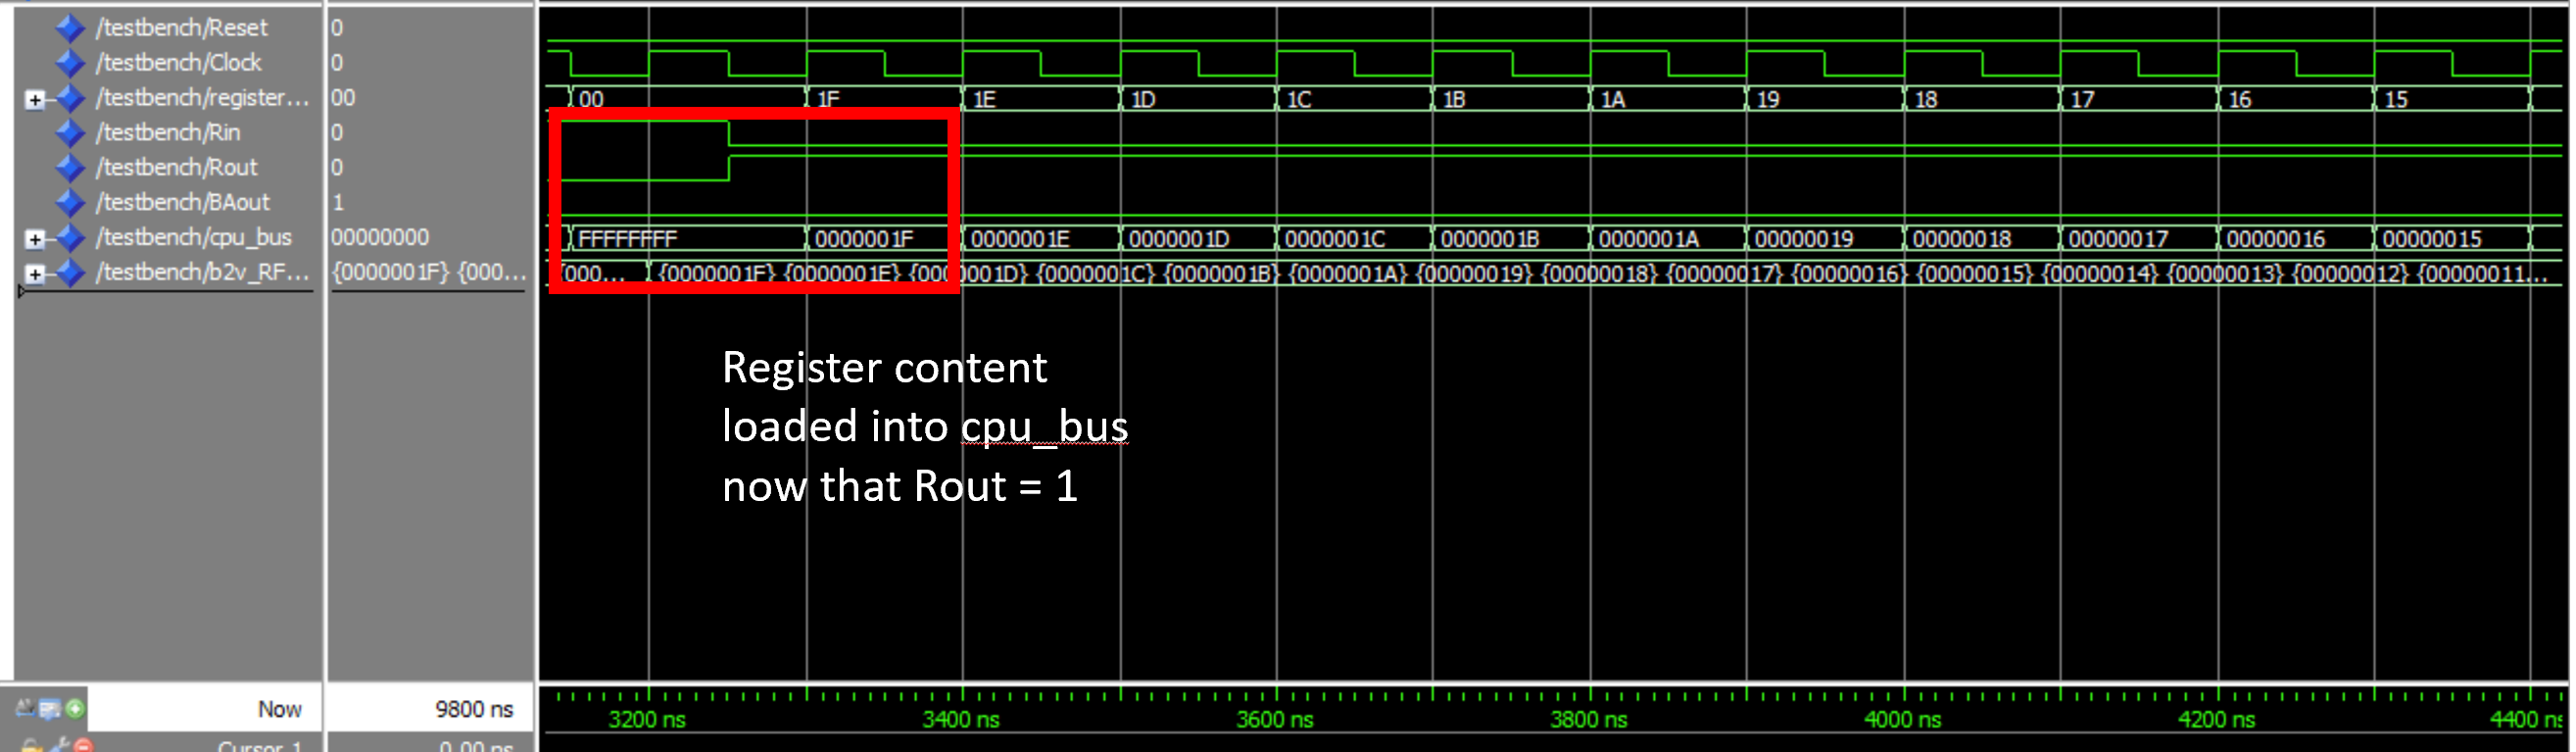 /testbench/Reset 0
/testbench/Clock 0
/testbench/register... 00 00 1F 1E 1D 1C 1B 1A 19 18 17 16 15
/testbench/Rin 0
/testbench/Rout 0
/testbench/BAout 1
/testbench/cpu_bus 00000000 FFFFFFFF 0000001F 0000001E 0000001D 0000001C 0000001B 0000001A 00000019 00000018 00000017 00000016 00000015
/testbench/b2v_RF... {0000001F} {000... {000... {0000001F} {0000001E} {0000001D} {0000001C} {0000001B} {0000001A} {00000019} {00000018} {00000017} {00000016} {00000015} {00000014} {00000013} {00000012} {00000011...
Register content
loaded into cpu_bus
now that Rout = 1
Now 9800 ns
3200 ns 3400 ns 3600 ns 3800 ns 4000 ns 4200 ns 4400 ns
Cursor 1 0.00 ns